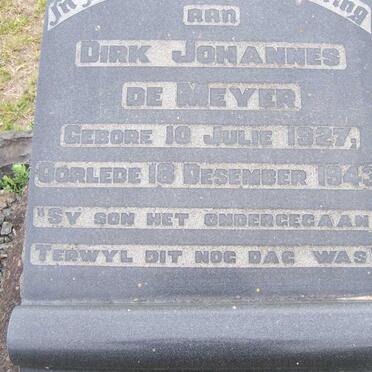 AAN
DIRK JOHANNES
DE MEYER
GEBORE 10 JULIE 1927,
OORLEDE 18 DESEMBER 1943
"SY SON HET ONDERGEGAAN
TERWYL DIT NOG DAG WAS